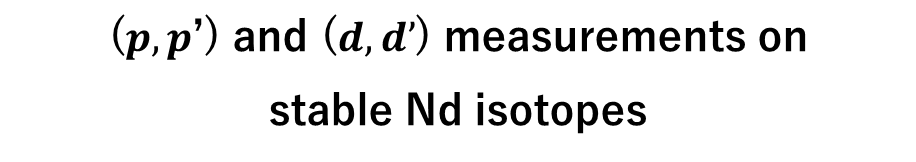 (p, p’) and (d, d’) measurements on
stable Nd isotopes